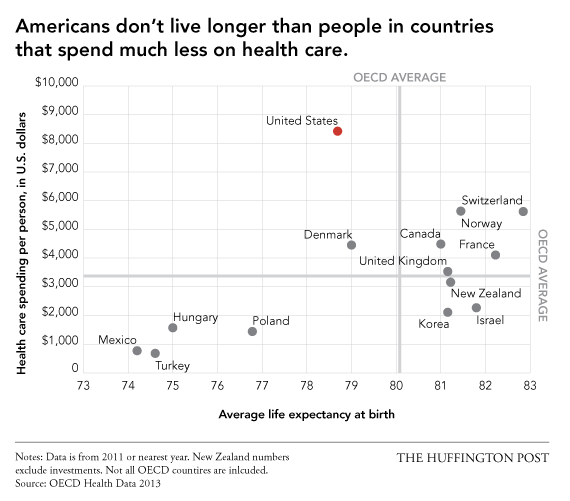 Americans don't live longer than people in countries
that spend much less on health care.
OECD AVERAGE
Health care spending per person, in U.S. dollars
$10,000
$9,000
$8,000
$7,000
$6,000
$5,000
$4,000
$3,000
$2,000
$1,000
0
United States
Switzerland
Norway
Denmark
Canada
France
United Kingdom
OECD AVERAGE
New Zealand
Hungary
Poland
Korea
Israel
Mexico
Turkey
73 74 75 76 77 78 79 80 81 82 83
Average life expectancy at birth
Notes: Data is from 2011 or nearest year. New Zealand numbers
exclude investments. Not all OECD countires are inlcuded.
Source: OECD Health Data 2013
THE HUFFINGTON POST